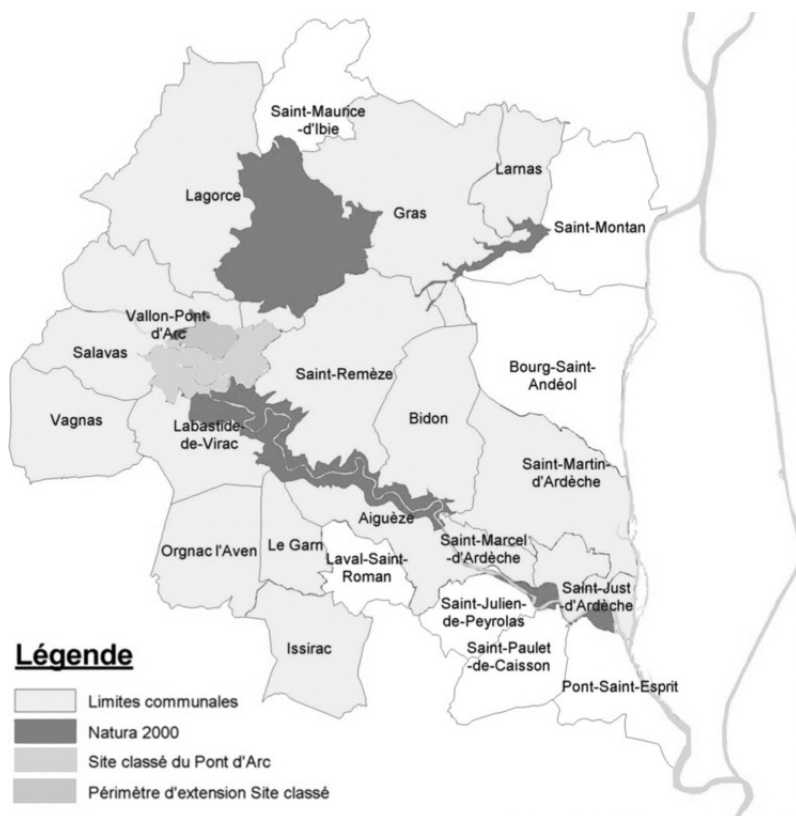 Saint-Maurice
-d'Ibie
Larnas
Lagorce
Gras
Saint-Montan
Vallon-Pont-
d'Arc
Salavas
Saint-Remèze
Bourg-Saint-
Andéol
Vagnas
Bidon
Labastide-
de-Virac
Saint-Martin-
d'Ardèche
Aiguèze
Orgnac l'Aven
Le Garn
Laval-Saint-
Roman
Saint-Marcel
-d'Ardèche
Saint-Just
-d'Ardèche
Saint-Julien-
de-Peyrolas
Issirac
Saint-Paulet
-de-Caisson
Pont-Saint-Esprit
Légende
Limites communales
Natura 2000
Site classé du Pont d'Arc
Périmètre d'extension Site classé